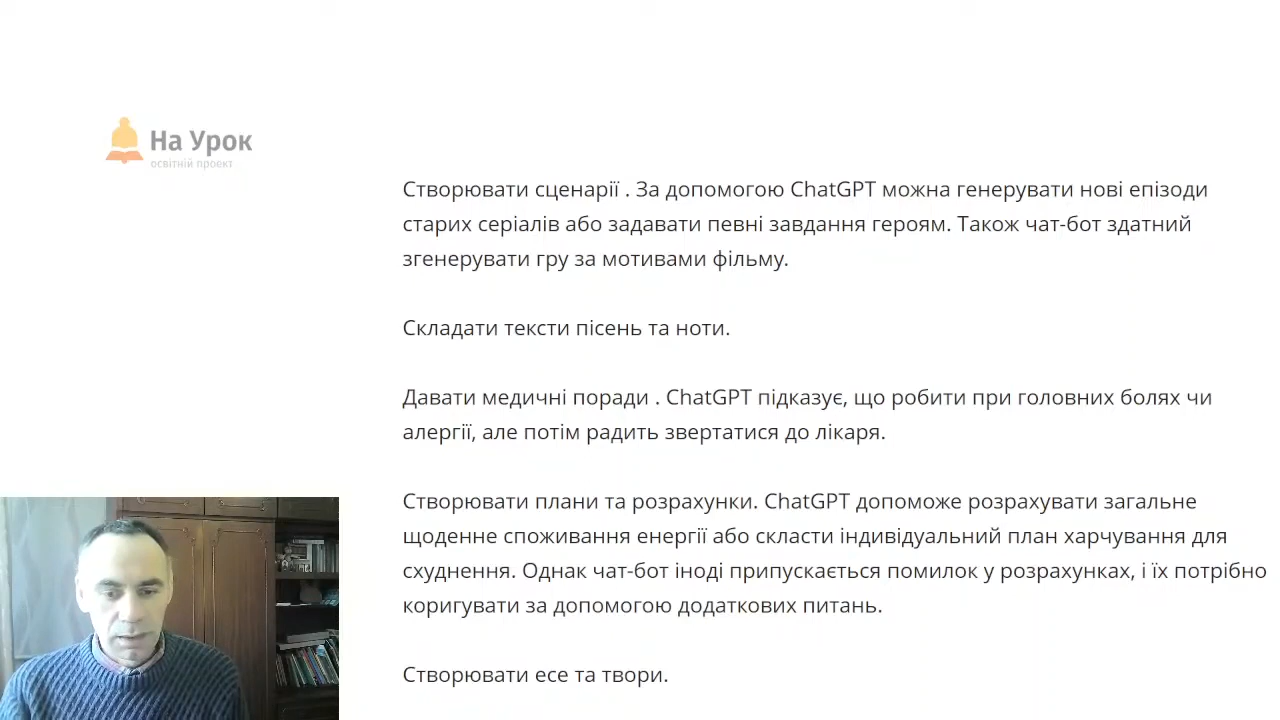 На Урок
освітній проект
Створювати сценарії . За допомогою ChatGPT можна генерувати нові епізоди
старих серіалів або задавати певні завдання героям. Також чат-бот здатний
згенерувати гру за мотивами фільму.
Складати тексти пісень та ноти.
Давати медичні поради . ChatGPT підказує, що робити при головних болях чи
алергії, але потім радить звертатися до лікаря.
Створювати плани та розрахунки. ChatGPT допоможе розрахувати загальне
щоденне споживання енергії або скласти індивідуальний план харчування для
схуднення. Однак чат-бот іноді припускається помилок у розрахунках, і їх потрібно
коригувати за допомогою додаткових питань.
Створювати есе та твори.